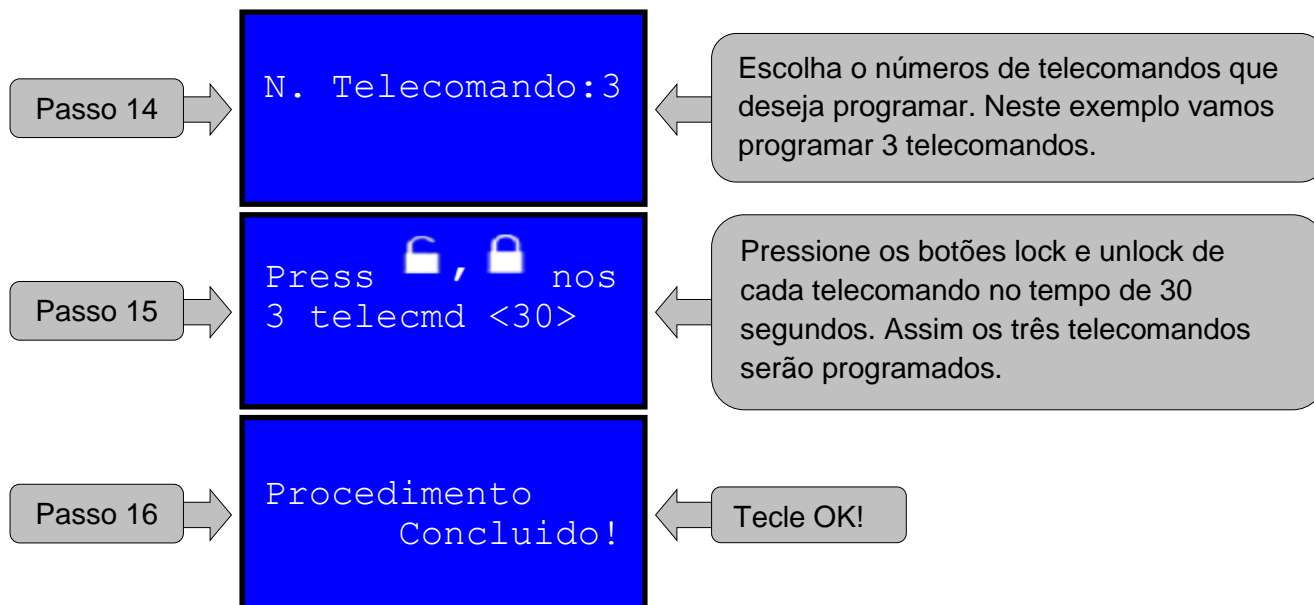 Passo 14
N. Telecomando:3
Escolha o números de telecomandos que
deseja programar. Neste exemplo vamos
programar 3 telecomandos.
Passo 15
Press , nos
3 telecmd <30>
Pressione os botões lock e unlock de
cada telecomando no tempo de 30
segundos. Assim os três telecomandos
serão programados.
Passo 16
Procedimento
Concluido!
Tecle OK!